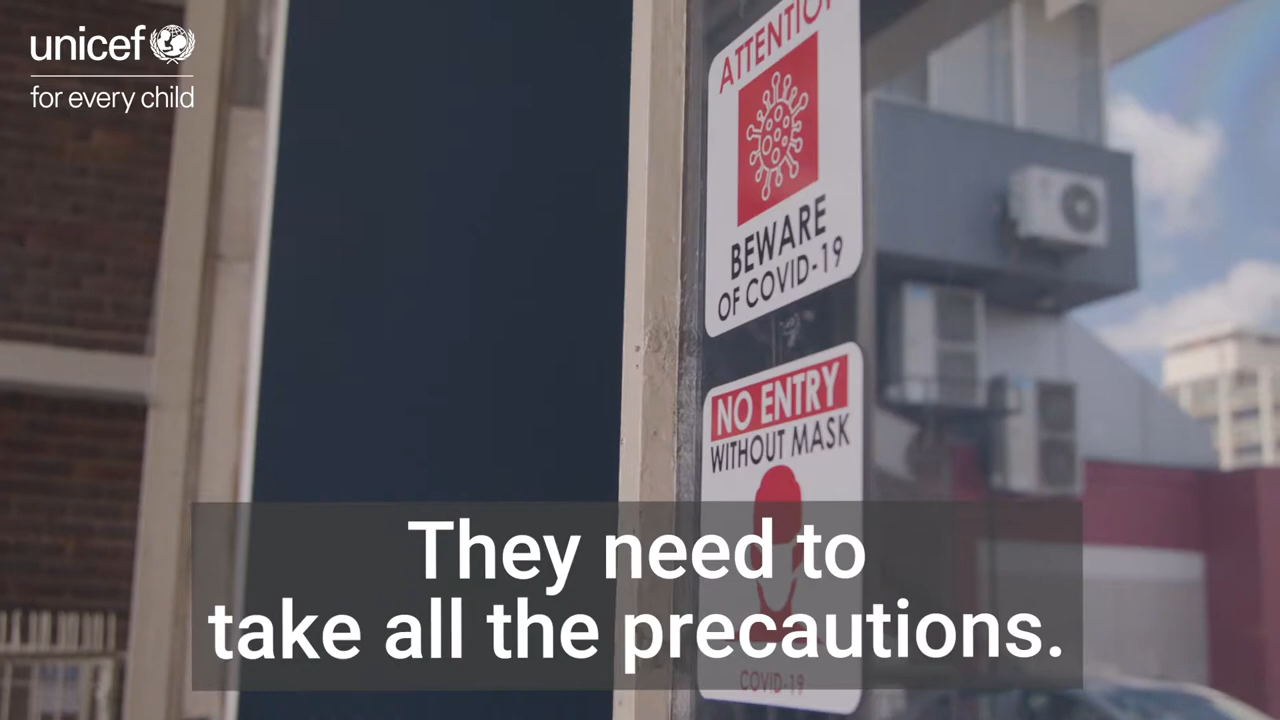 unicef
for every child
ATTENTION
BEWARE
OF COVID-19
NO ENTRY
WITHOUT MASK
They need to
take all the precautions.
COVID-19